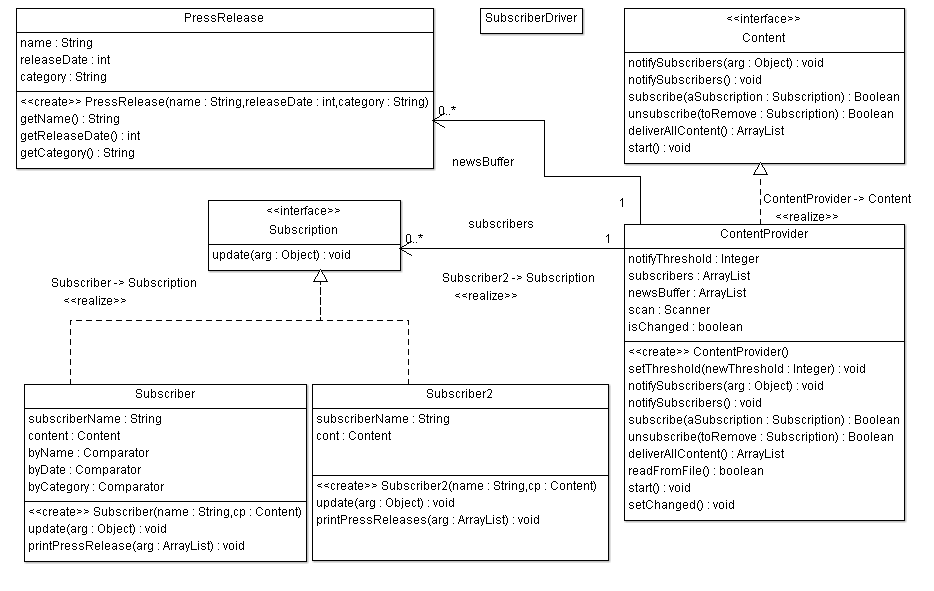 PressRelease
name : String
releaseDate : int
category : String
<<create>> PressRelease(name : String,releaseDate : int,category : String)
getName() : String
getReleaseDate() : int
getCategory() : String
SubscriberDriver
<<interface>>
Content
notifySubscribers(arg : Object) : void
notifySubscribers() : void
subscribe(aSubscription : Subscription) : Boolean
unsubscribe(toRemove : Subscription) : Boolean
deliverAllContent() : ArrayList
start() : void
0..*
newsBuffer
1
ContentProvider -> Content
<<realize>>
<<interface>>
Subscription
update(arg : Object) : void
0..*
subscribers
1
Subscriber -> Subscription
<<realize>>
Subscriber2 -> Subscription
<<realize>>
ContentProvider
notifyThreshold : Integer
subscribers : ArrayList
newsBuffer : ArrayList
scan : Scanner
isChanged : boolean
<<create>> ContentProvider()
setThreshold(newThreshold : Integer) : void
notifySubscribers(arg : Object) : void
notifySubscribers() : void
subscribe(aSubscription : Subscription) : Boolean
unsubscribe(toRemove : Subscription) : Boolean
deliverAllContent() : ArrayList
readFromFile() : boolean
start() : void
setChanged() : void
Subscriber
subscriberName : String
content : Content
byName : Comparator
byDate : Comparator
byCategory : Comparator
<<create>> Subscriber(name : String,cp : Content)
update(arg : Object) : void
printPressRelease(arg : ArrayList) : void
Subscriber2
subscriberName : String
cont : Content
<<create>> Subscriber2(name : String,cp : Content)
update(arg : Object) : void
printPressReleases(arg : ArrayList) : void